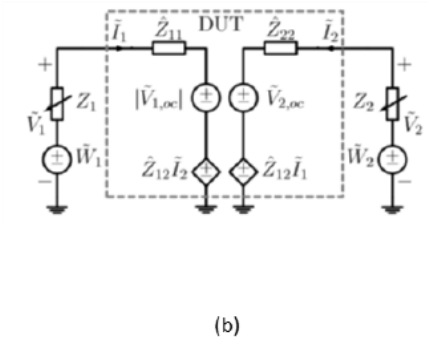 DUT
Ĩ₁ Ẑ₁₁ Ẑ₂₂ Ĩ₂
+ +
Z₁ |Ṽ₁,oc| ± ± Ṽ₂,oc Z₂
Ṽ₁ Ṽ₂
± W̃₁ Ẑ₁₂Ĩ₂ ± ± Ẑ₁₂Ĩ₁ W̃₂ ±
− −
(b)